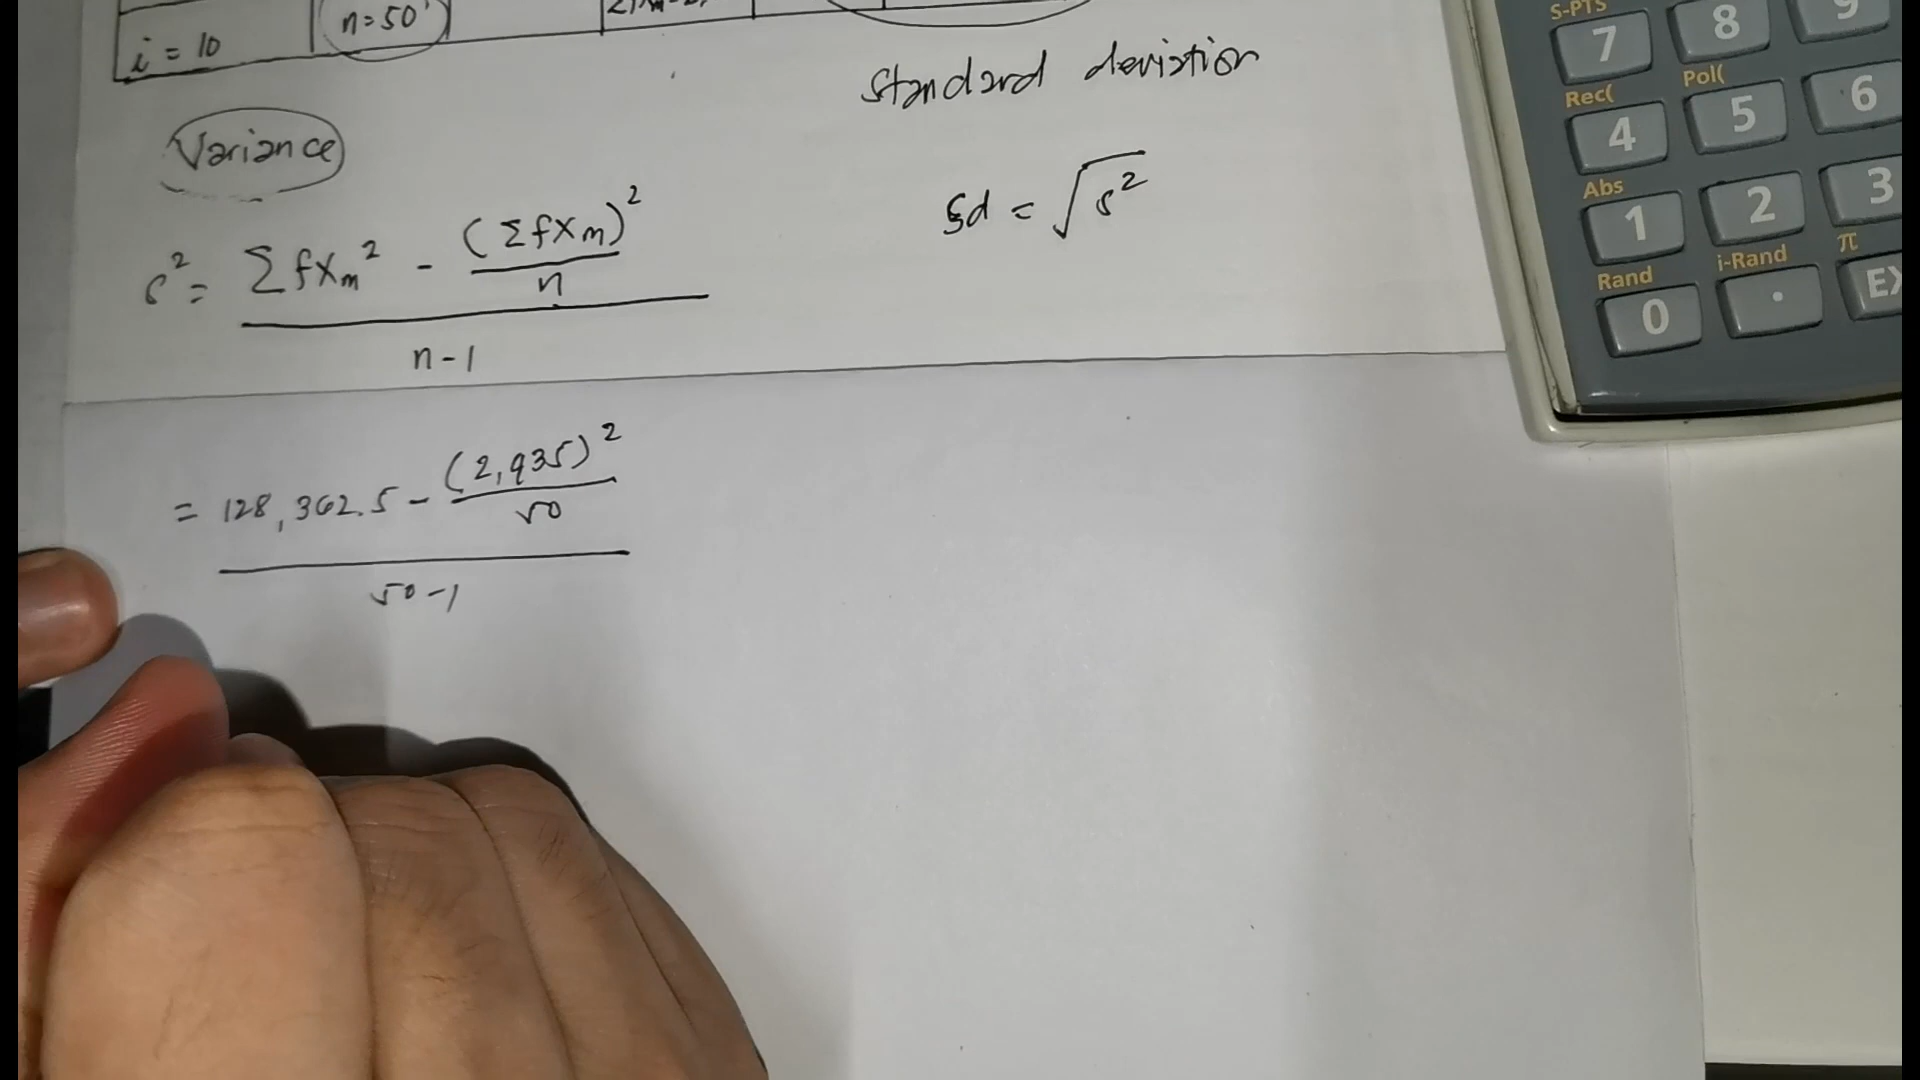 i = 10
n=50
Variance
Standard deviation
s² = Σfxₘ² - (Σfxₘ)²
n
n-1
Sd = √s²
= 128,362.5 - (2,935)²
50
50-1
S-PTS
7 8 9
Rec( Pol(
4 5 6
Abs
1 2 3
Rand i-Rand π
0 .